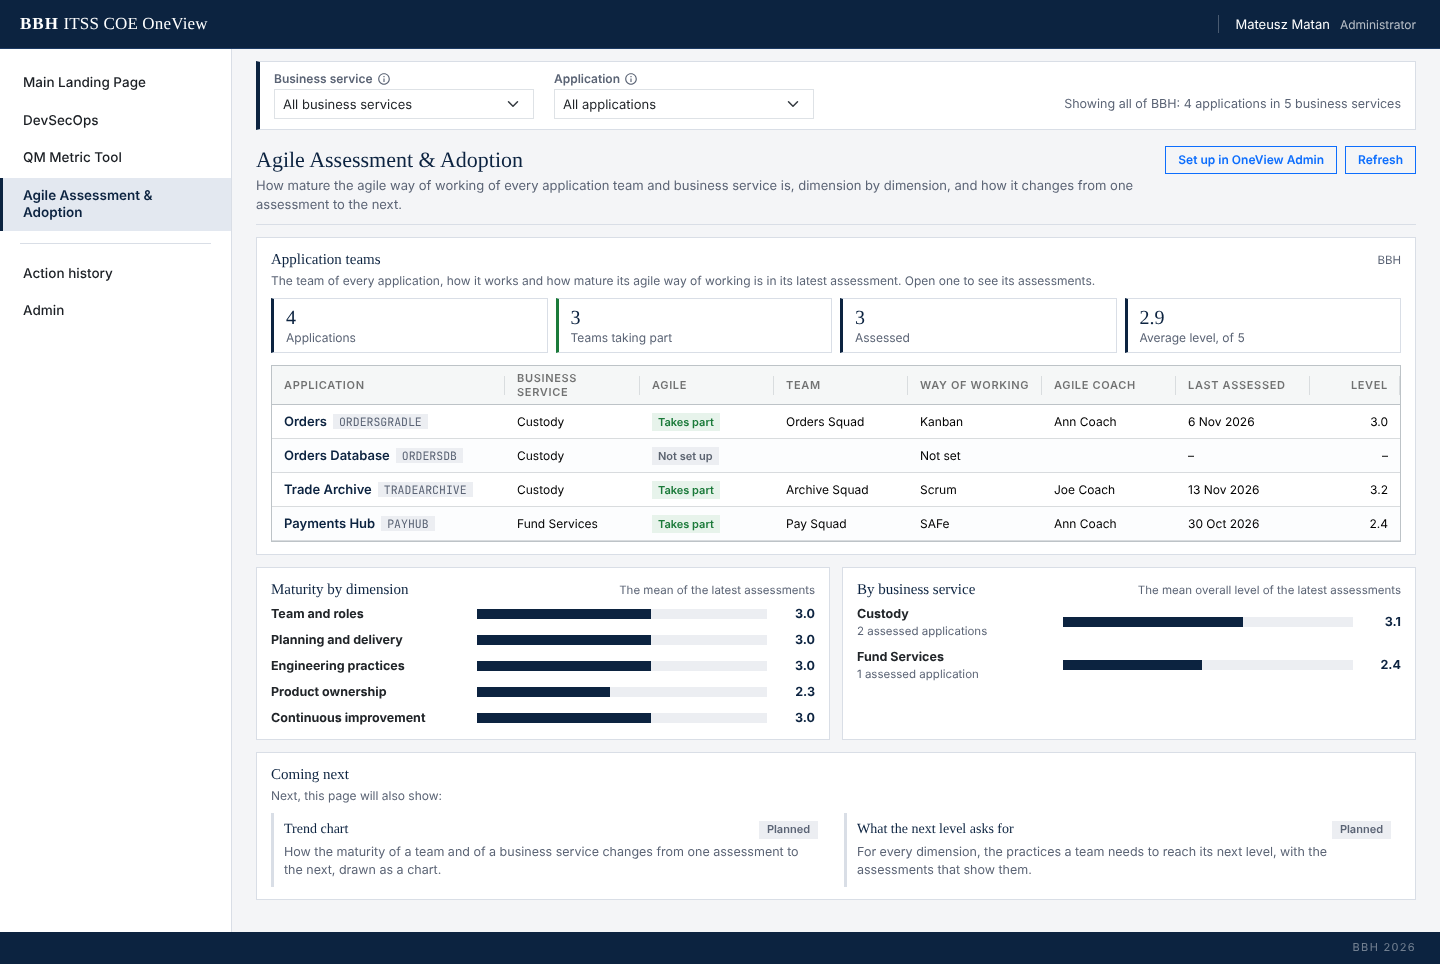 BBH ITSS COE OneView
Mateusz Matan Administrator
Main Landing Page
DevSecOps
QM Metric Tool
Agile Assessment &
Adoption
Action history
Admin
Business service
All business services
Application
All applications
Showing all of BBH: 4 applications in 5 business services
Agile Assessment & Adoption
Set up in OneView Admin
Refresh
How mature the agile way of working of every application team and business service is, dimension by dimension, and how it changes from one
assessment to the next.
Application teams
BBH
The team of every application, how it works and how mature its agile way of working is in its latest assessment. Open one to see its assessments.
4
Applications
3
Teams taking part
3
Assessed
2.9
Average level, of 5
APPLICATION BUSINESS SERVICE AGILE TEAM WAY OF WORKING AGILE COACH LAST ASSESSED LEVEL
Orders ORDERSGRADLE Custody Takes part Orders Squad Kanban Ann Coach 6 Nov 2026 3.0
Orders Database ORDERSDB Custody Not set up Not set – –
Trade Archive TRADEARCHIVE Custody Takes part Archive Squad Scrum Joe Coach 13 Nov 2026 3.2
Payments Hub PAYHUB Fund Services Takes part Pay Squad SAFe Ann Coach 30 Oct 2026 2.4
Maturity by dimension
The mean of the latest assessments
Team and roles 3.0
Planning and delivery 3.0
Engineering practices 3.0
Product ownership 2.3
Continuous improvement 3.0
By business service
The mean overall level of the latest assessments
Custody 3.1
2 assessed applications
Fund Services 2.4
1 assessed application
Coming next
Next, this page will also show:
Trend chart Planned
How the maturity of a team and of a business service changes from one assessment to
the next, drawn as a chart.
What the next level asks for Planned
For every dimension, the practices a team needs to reach its next level, with the
assessments that show them.
BBH 2026